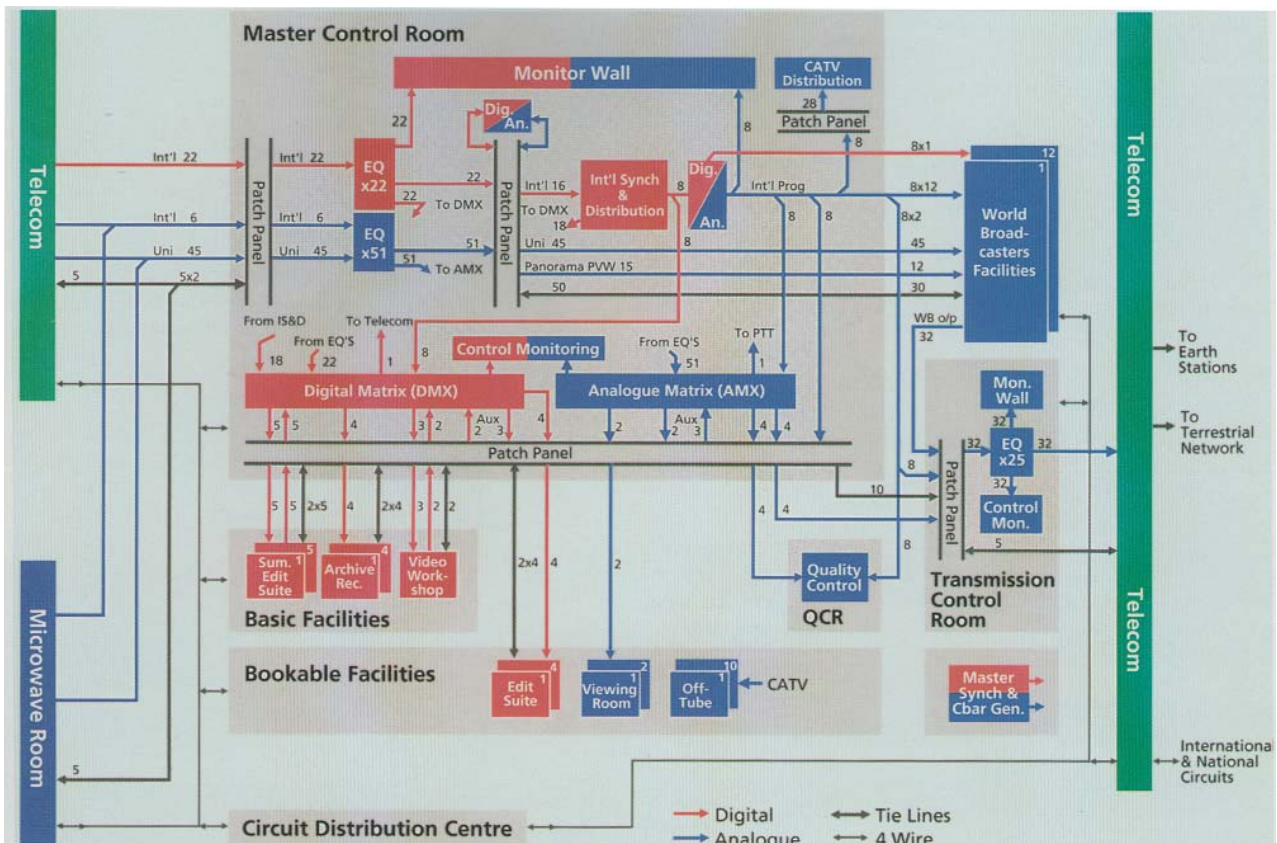 Master Control Room
Monitor Wall
CATV
Distribution
28
Patch Panel
8
8
22
Dig.
An.
Telecom
Int'l 22
Int'l 6
Uni 45
5
5x2
Patch Panel
Int'l 22
Int'l 6
Uni 45
EQ
x22
EQ
x51
22
22
To DMX
51
51
To AMX
Patch Panel
Int'l 16
To DMX
18
Int'l Synch
&
Distribution
8
8
Dig.
An.
Int'l Prog
8
8
8x1
8x12
8x2
Uni 45
45
Panorama PVW 15
12
50
30
12
1
World
Broad-
casters
Facilities
WB o/p
32
Telecom
To
Earth
Stations
To
Terrestrial
Network
From IS&D
18
From EQ'S
22
To Telecom
1
8
Control Monitoring
From EQ'S
51
To PTT
1
Digital Matrix (DMX)
Analogue Matrix (AMX)
5
5
4
3
2
Aux
2
3
4
2
2
Aux
3
4
4
Patch Panel
10
Mon.
Wall
32
32
EQ
x25
32
32
Control
Mon.
Patch Panel
8
5
8
Transmission
Control
Room
5
5
2x5
4
2x4
3
2
2
2x4
4
2
4
4
Sum.
Edit
Suite
1
5
Archive
Rec.
1
4
Video
Work-
shop
Basic Facilities
Quality
Control
QCR
Telecom
Microwave Room
5
Bookable Facilities
Edit
Suite
1
4
Viewing
Room
1
2
Off-
Tube
1
10
CATV
Master
Synch &
Cbar Gen.
International
& National
Circuits
Circuit Distribution Centre
Digital
Analogue
Tie Lines
4 Wire